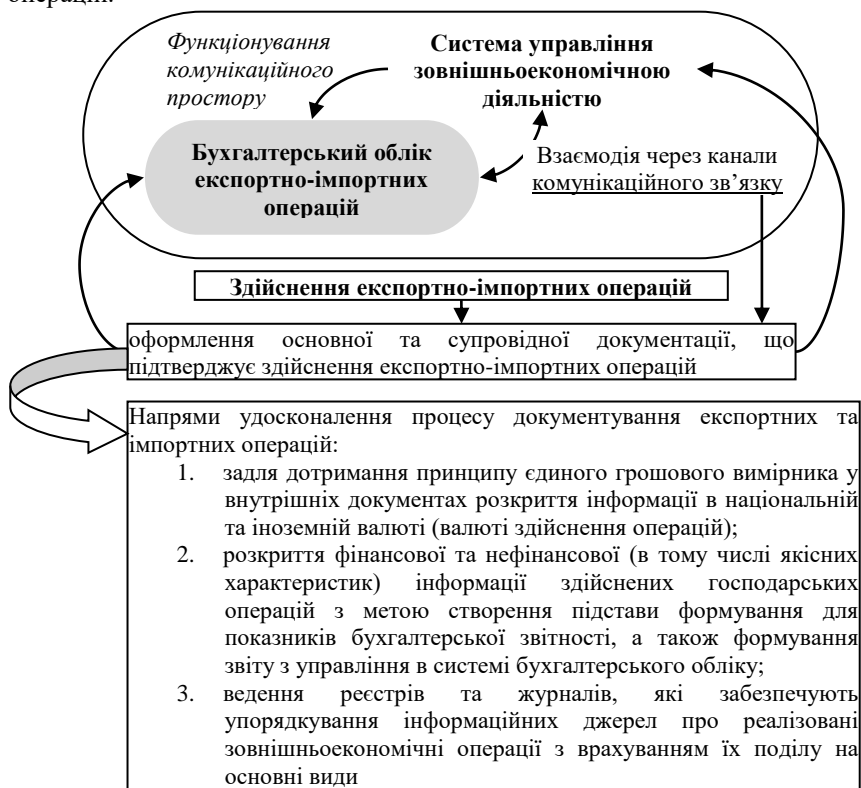 операцій.
Функціонування
комунікаційного
простору
Система управління
зовнішньоекономічною
діяльністю
Бухгалтерський облік
експортно-імпортних
операцій
Взаємодія через канали
комунікаційного зв’язку
Здійснення експортно-імпортних операцій
оформлення основної та супровідної документації, що
підтверджує здійснення експортно-імпортних операцій
Напрями удосконалення процесу документування експортних та
імпортних операцій:
1. задля дотримання принципу єдиного грошового вимірника у
внутрішніх документах розкриття інформації в національній
та іноземній валюті (валюті здійснення операцій);
2. розкриття фінансової та нефінансової (в тому числі якісних
характеристик) інформації здійснених господарських
операцій з метою створення підстави формування для
показників бухгалтерської звітності, а також формування
звіту з управління в системі бухгалтерського обліку;
3. ведення реєстрів та журналів, які забезпечують
упорядкування інформаційних джерел про реалізовані
зовнішньоекономічні операції з врахуванням їх поділу на
основні види